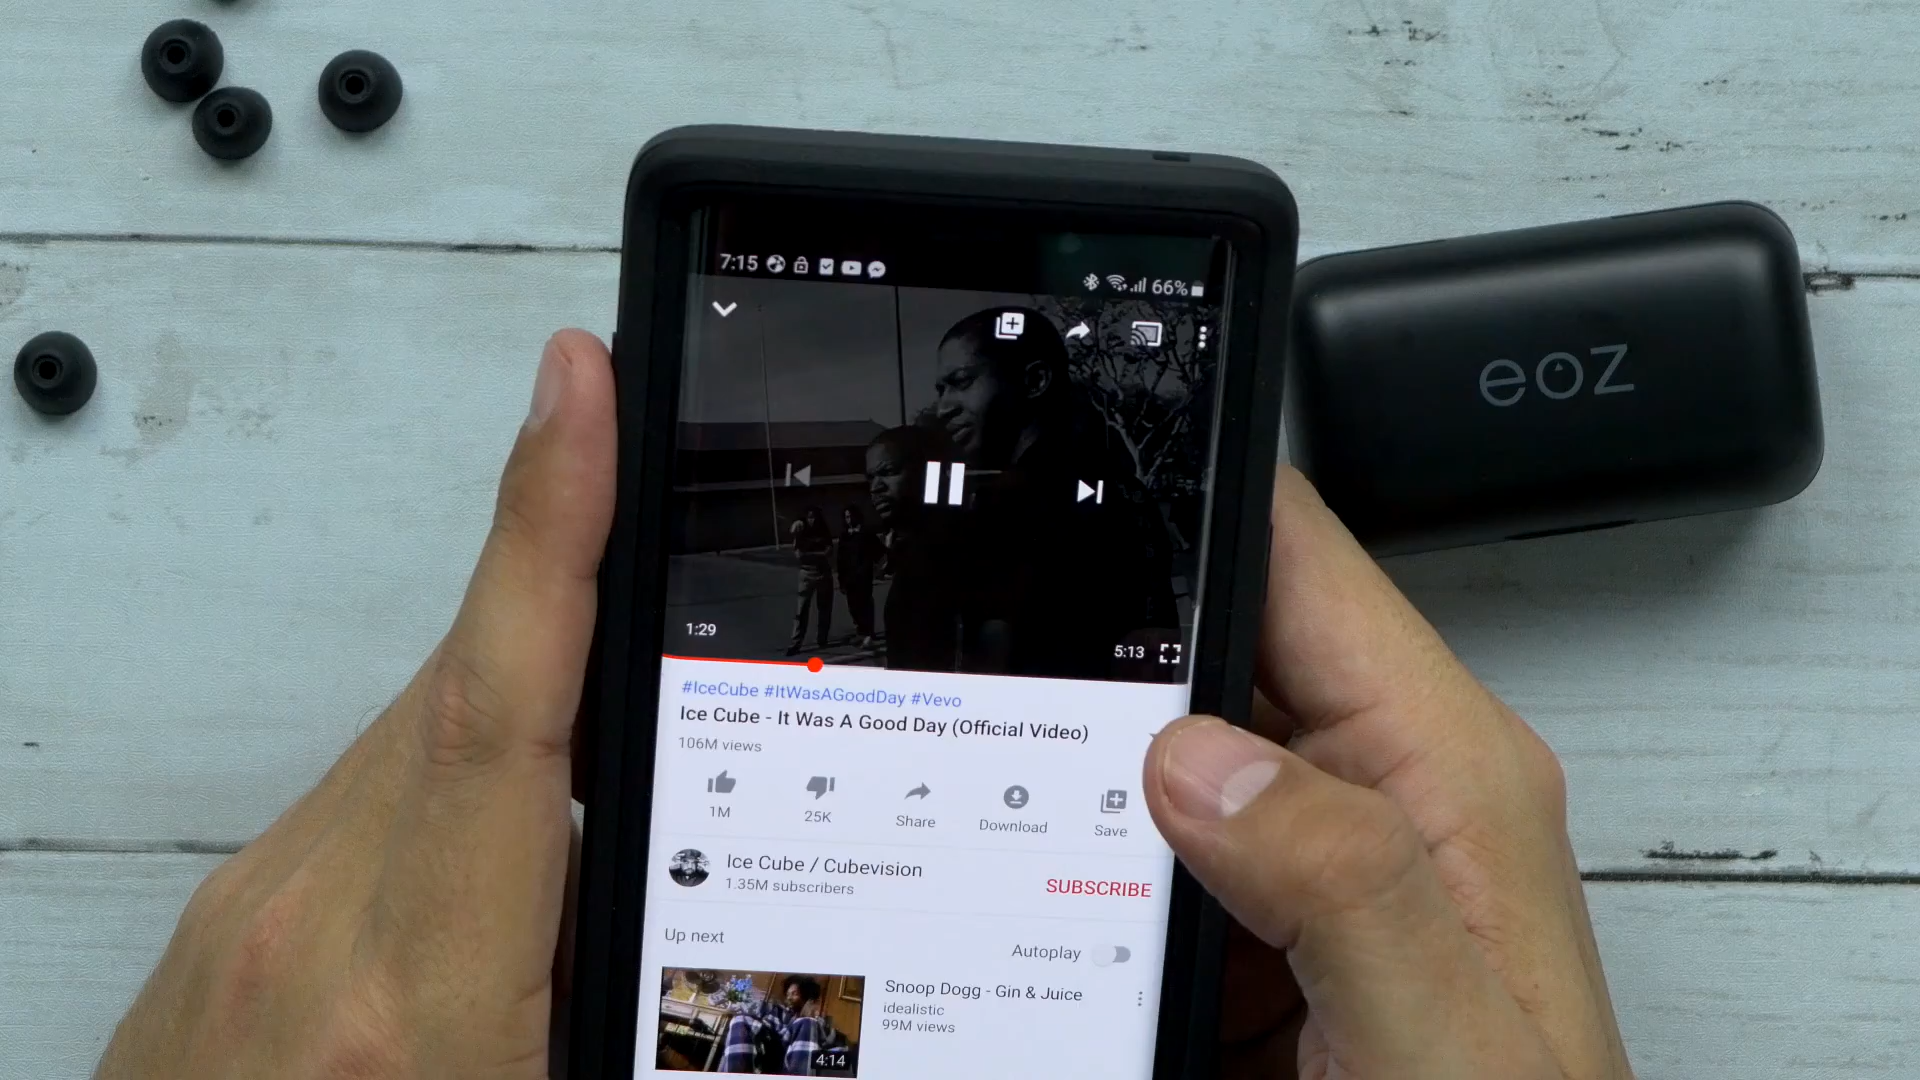 7:15
66%
eoz
1:29
5:13
#IceCube #ItWasAGoodDay #Vevo
Ice Cube - It Was A Good Day (Official Video)
106M views
1M
25K
Share
Download
Save
Ice Cube / Cubevision
1.35M subscribers
SUBSCRIBE
Up next
Autoplay
Snoop Dogg - Gin & Juice
idealistic
99M views
4:14